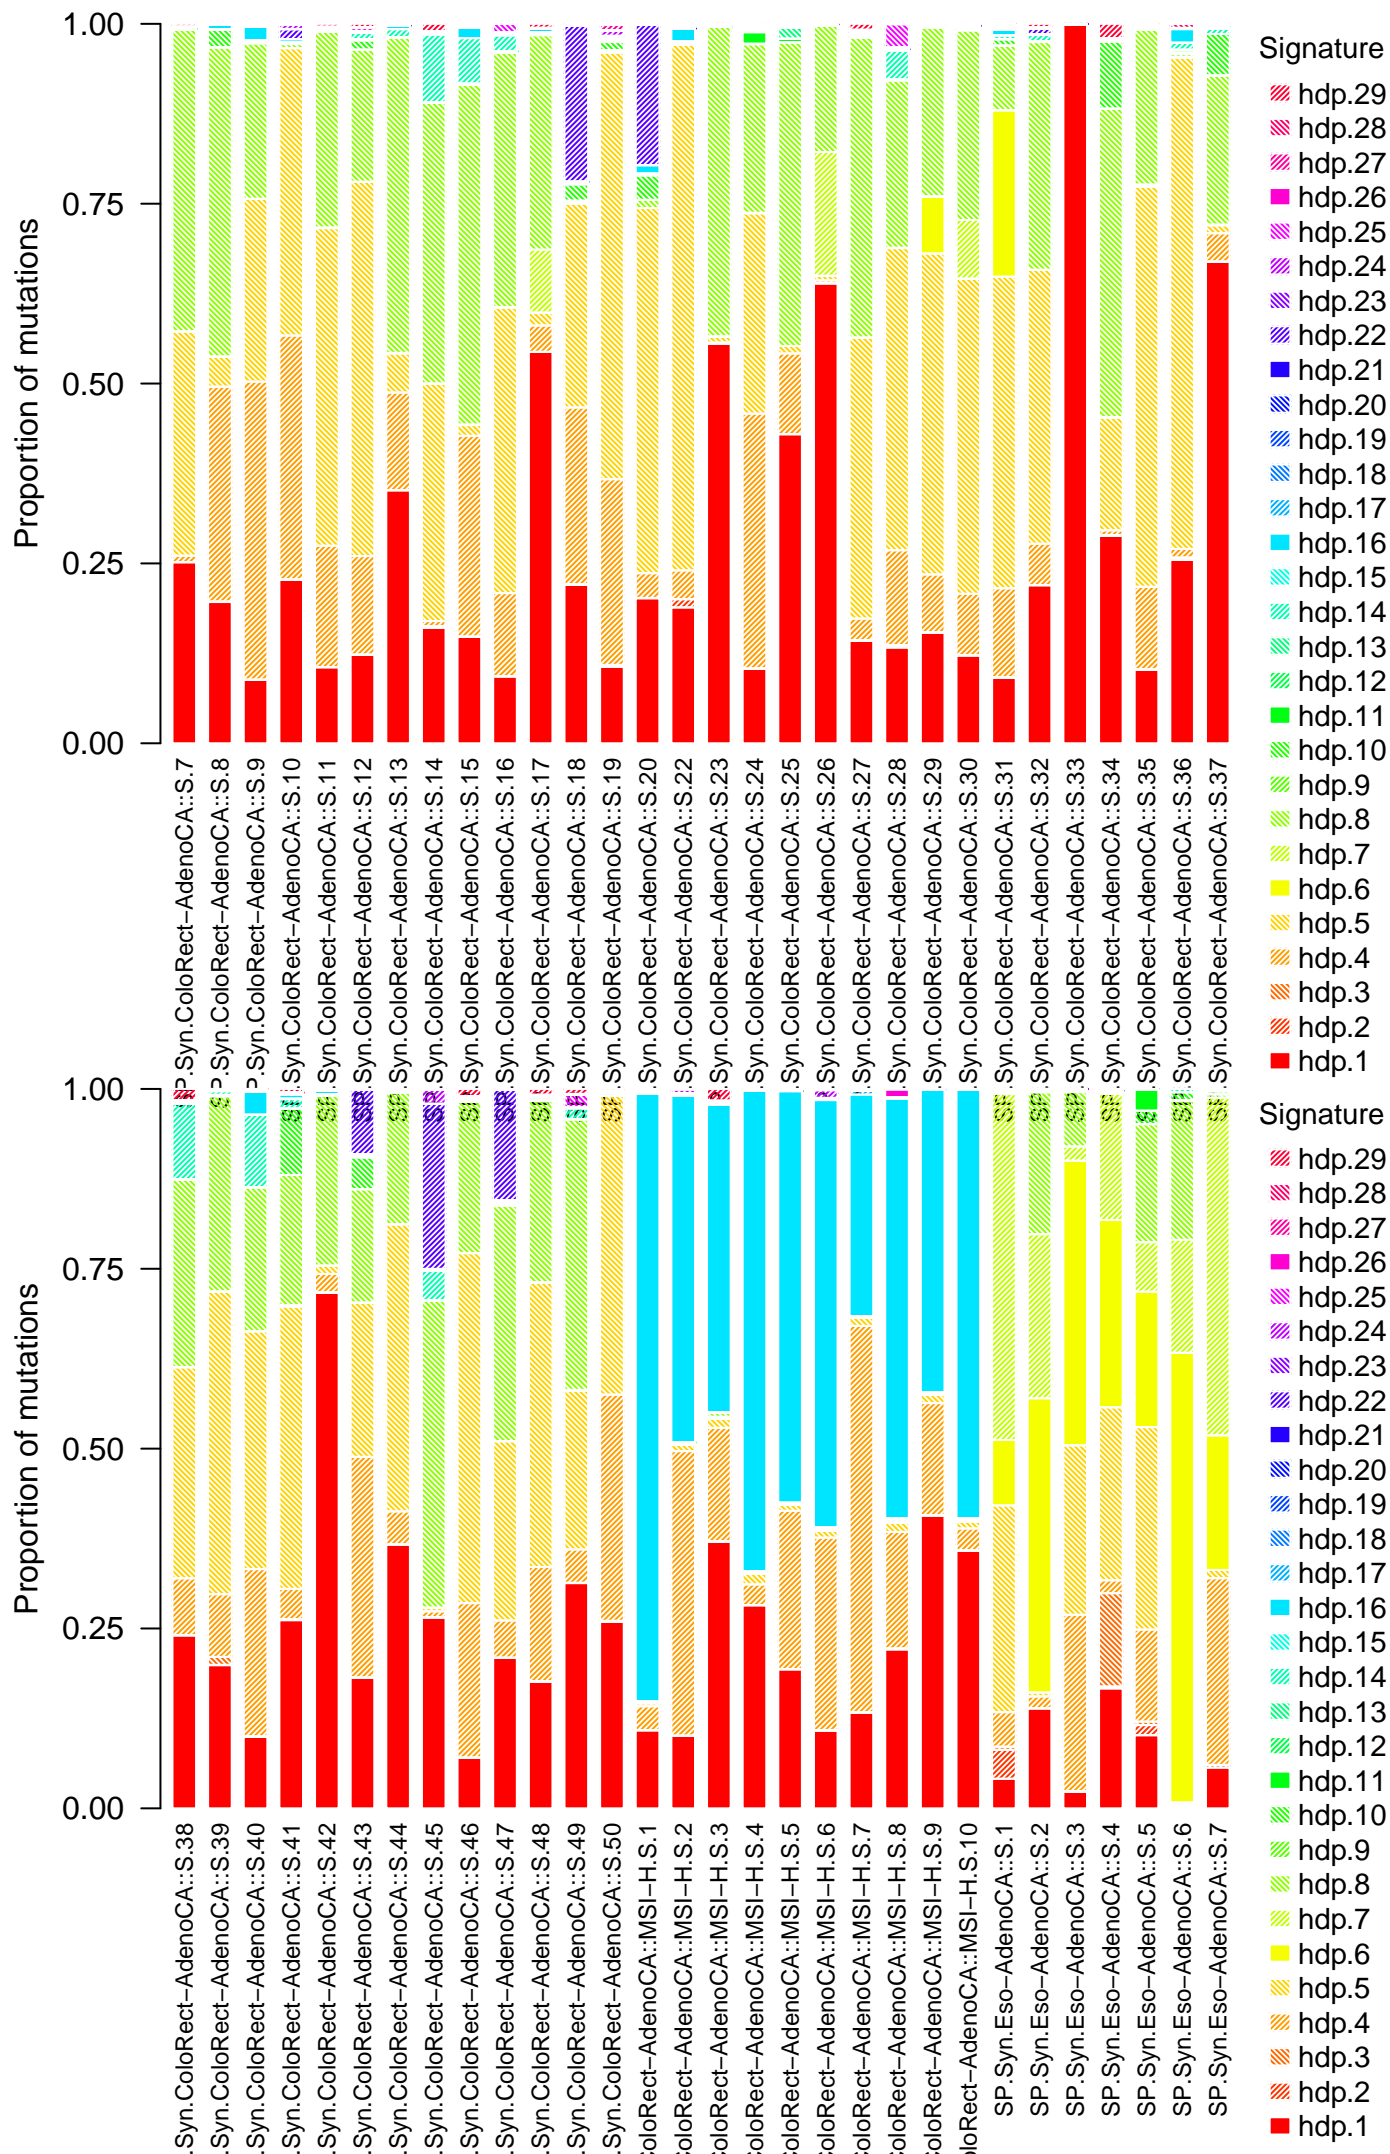 Proportion of mutations
1.00
0.75
0.50
0.25
0.00
P.Syn.ColoRect−AdenoCA::S.7
P.Syn.ColoRect−AdenoCA::S.8
P.Syn.ColoRect−AdenoCA::S.9
.Syn.ColoRect−AdenoCA::S.10
.Syn.ColoRect−AdenoCA::S.11
.Syn.ColoRect−AdenoCA::S.12
.Syn.ColoRect−AdenoCA::S.13
.Syn.ColoRect−AdenoCA::S.14
.Syn.ColoRect−AdenoCA::S.15
.Syn.ColoRect−AdenoCA::S.16
.Syn.ColoRect−AdenoCA::S.17
.Syn.ColoRect−AdenoCA::S.18
.Syn.ColoRect−AdenoCA::S.19
.Syn.ColoRect−AdenoCA::S.20
.Syn.ColoRect−AdenoCA::S.22
.Syn.ColoRect−AdenoCA::S.23
.Syn.ColoRect−AdenoCA::S.24
.Syn.ColoRect−AdenoCA::S.25
.Syn.ColoRect−AdenoCA::S.26
.Syn.ColoRect−AdenoCA::S.27
.Syn.ColoRect−AdenoCA::S.28
.Syn.ColoRect−AdenoCA::S.29
.Syn.ColoRect−AdenoCA::S.30
.Syn.ColoRect−AdenoCA::S.31
.Syn.ColoRect−AdenoCA::S.32
.Syn.ColoRect−AdenoCA::S.33
.Syn.ColoRect−AdenoCA::S.34
.Syn.ColoRect−AdenoCA::S.35
.Syn.ColoRect−AdenoCA::S.36
.Syn.ColoRect−AdenoCA::S.37
Signature
hdp.29
hdp.28
hdp.27
hdp.26
hdp.25
hdp.24
hdp.23
hdp.22
hdp.21
hdp.20
hdp.19
hdp.18
hdp.17
hdp.16
hdp.15
hdp.14
hdp.13
hdp.12
hdp.11
hdp.10
hdp.9
hdp.8
hdp.7
hdp.6
hdp.5
hdp.4
hdp.3
hdp.2
hdp.1
Proportion of mutations
1.00
0.75
0.50
0.25
0.00
.Syn.ColoRect−AdenoCA::S.38
.Syn.ColoRect−AdenoCA::S.39
.Syn.ColoRect−AdenoCA::S.40
.Syn.ColoRect−AdenoCA::S.41
.Syn.ColoRect−AdenoCA::S.42
.Syn.ColoRect−AdenoCA::S.43
.Syn.ColoRect−AdenoCA::S.44
.Syn.ColoRect−AdenoCA::S.45
.Syn.ColoRect−AdenoCA::S.46
.Syn.ColoRect−AdenoCA::S.47
.Syn.ColoRect−AdenoCA::S.48
.Syn.ColoRect−AdenoCA::S.49
.Syn.ColoRect−AdenoCA::S.50
ColoRect−AdenoCA::MSI−H.S.1
ColoRect−AdenoCA::MSI−H.S.2
ColoRect−AdenoCA::MSI−H.S.3
ColoRect−AdenoCA::MSI−H.S.4
ColoRect−AdenoCA::MSI−H.S.5
ColoRect−AdenoCA::MSI−H.S.6
ColoRect−AdenoCA::MSI−H.S.7
ColoRect−AdenoCA::MSI−H.S.8
ColoRect−AdenoCA::MSI−H.S.9
oloRect−AdenoCA::MSI−H.S.10
SP.Syn.Eso−AdenoCA::S.1
SP.Syn.Eso−AdenoCA::S.2
SP.Syn.Eso−AdenoCA::S.3
SP.Syn.Eso−AdenoCA::S.4
SP.Syn.Eso−AdenoCA::S.5
SP.Syn.Eso−AdenoCA::S.6
SP.Syn.Eso−AdenoCA::S.7
Signature
hdp.29
hdp.28
hdp.27
hdp.26
hdp.25
hdp.24
hdp.23
hdp.22
hdp.21
hdp.20
hdp.19
hdp.18
hdp.17
hdp.16
hdp.15
hdp.14
hdp.13
hdp.12
hdp.11
hdp.10
hdp.9
hdp.8
hdp.7
hdp.6
hdp.5
hdp.4
hdp.3
hdp.2
hdp.1